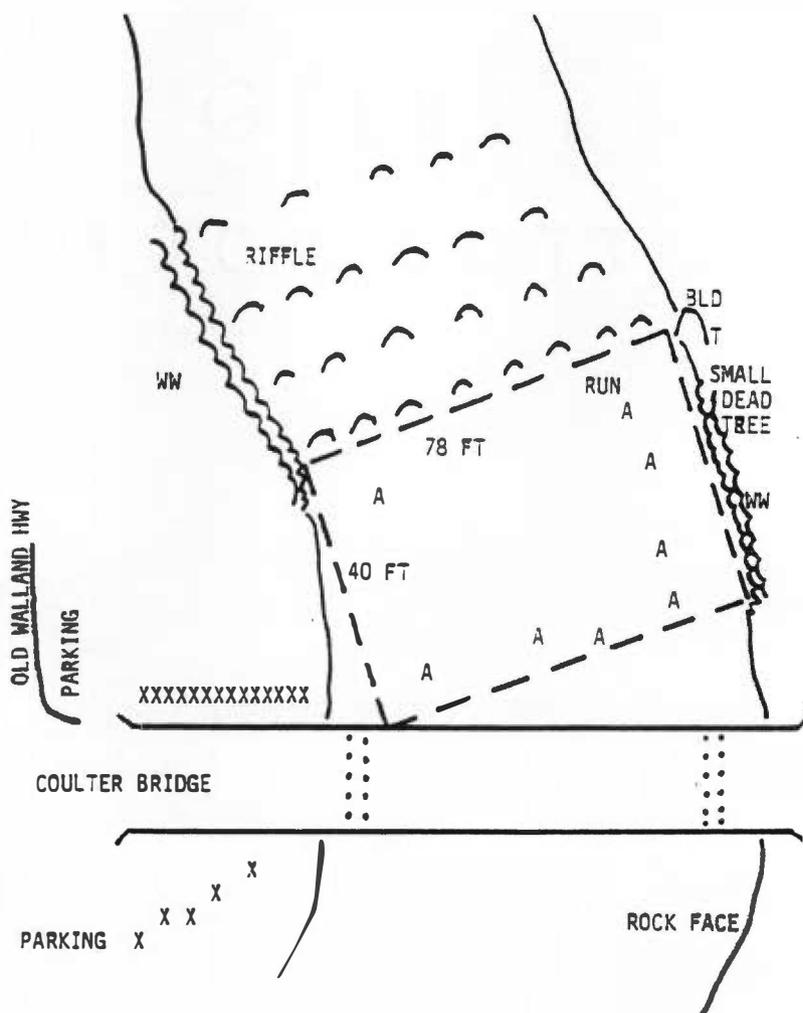 RIFFLE
BLD
T
WW
SMALL
DEAD
TREE
RUN
A
78 FT
A
A
WW
A
40 FT
A
OLD WALLAND HWY
PARKING
A
A
A
XXXXXXXXXXXXXX
COULTER BRIDGE
X
X
X X
PARKING X
ROCK FACE